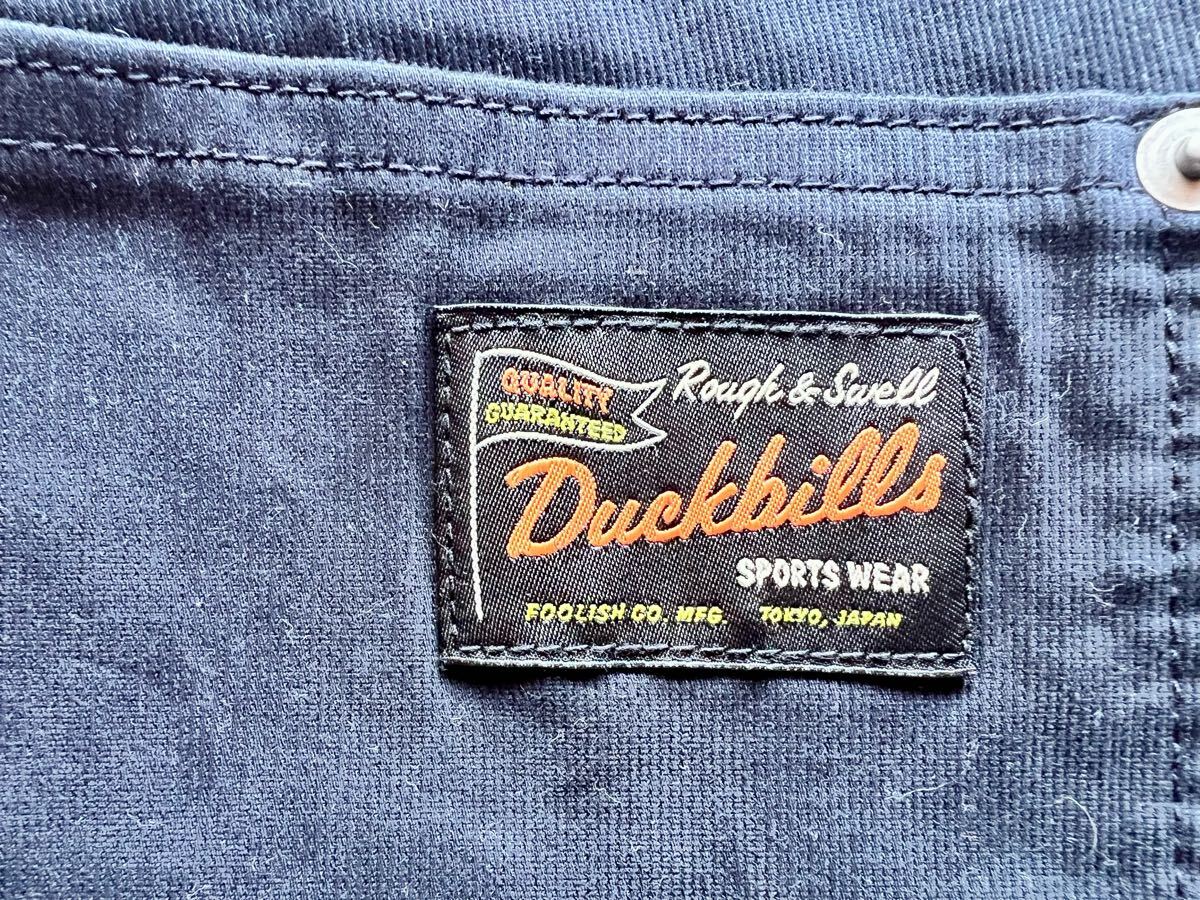 QUALITY
GUARANTEED
Rough & Swell
Duckbills
SPORTS WEAR
FOOLISH CO. MFG. TOKYO, JAPAN